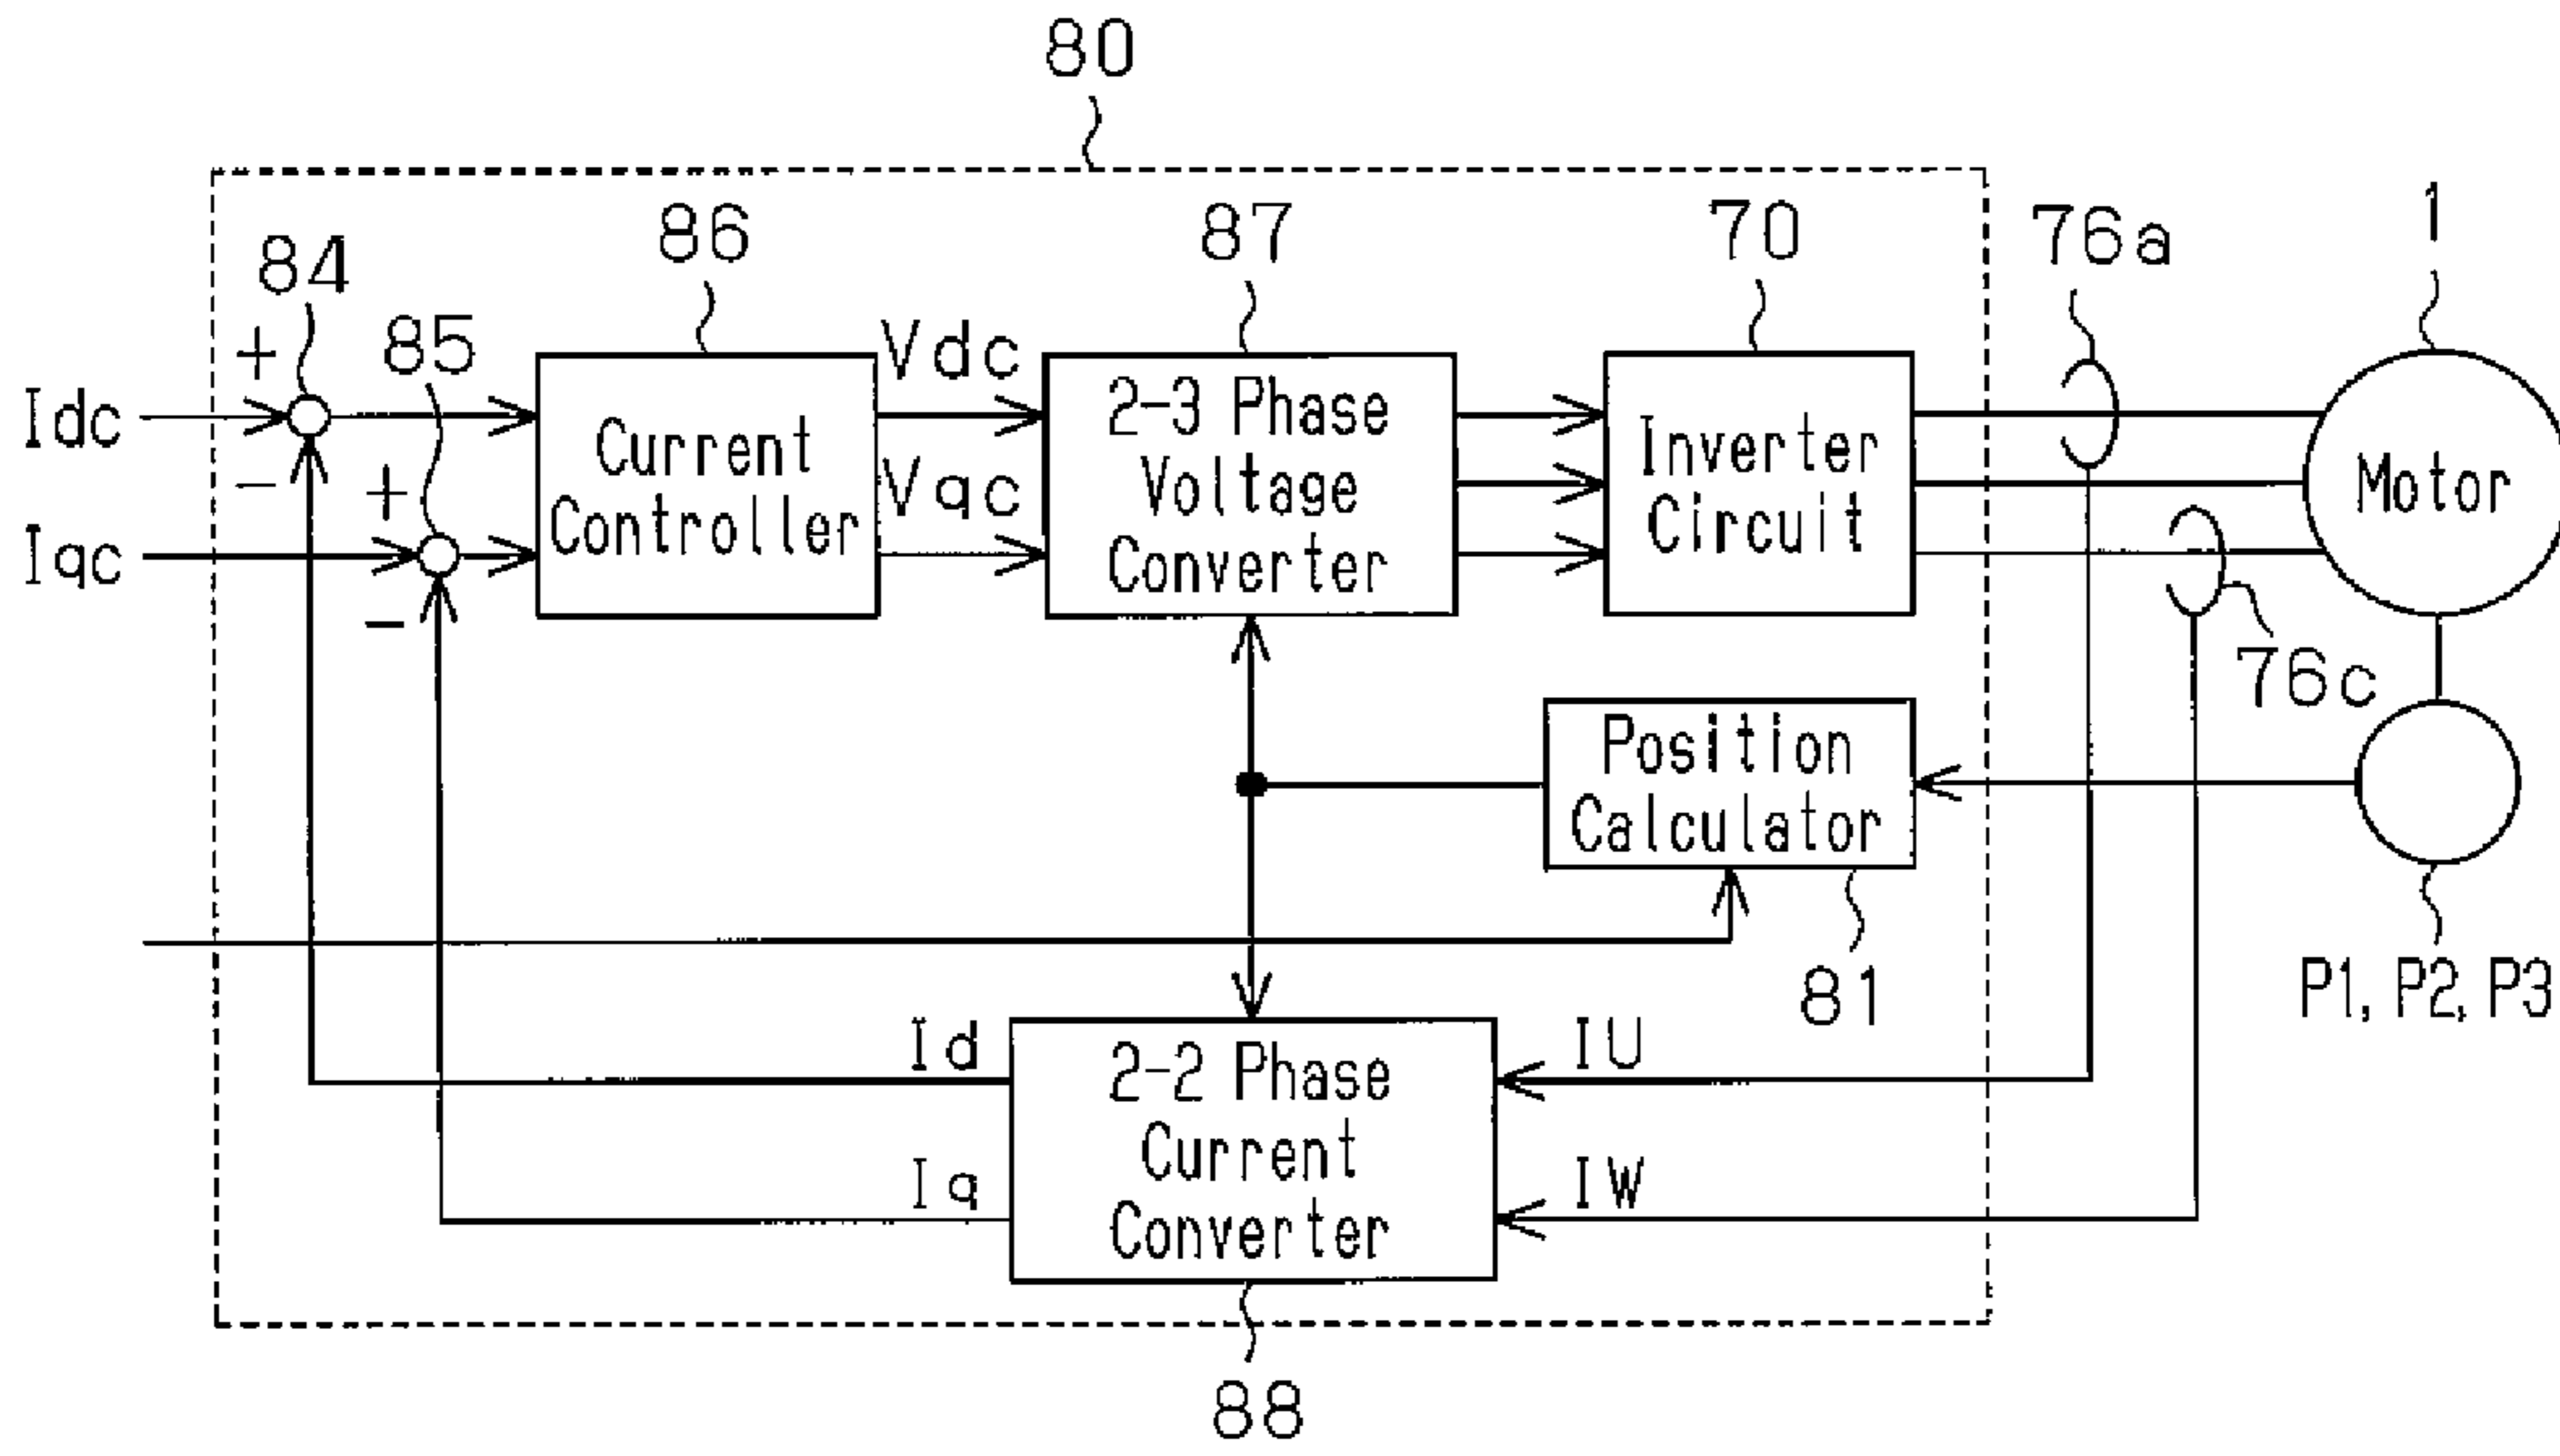 80
84
86
87
70
76a
1
+
85
Vdc
Idc
Current
Controller
2-3 Phase
Voltage
Converter
Inverter
Circuit
Motor
-
+
Vqc
Iqc
-
76c
Position
Calculator
81
P1, P2, P3
Id
2-2 Phase
Current
Converter
IU
Iq
IW
88